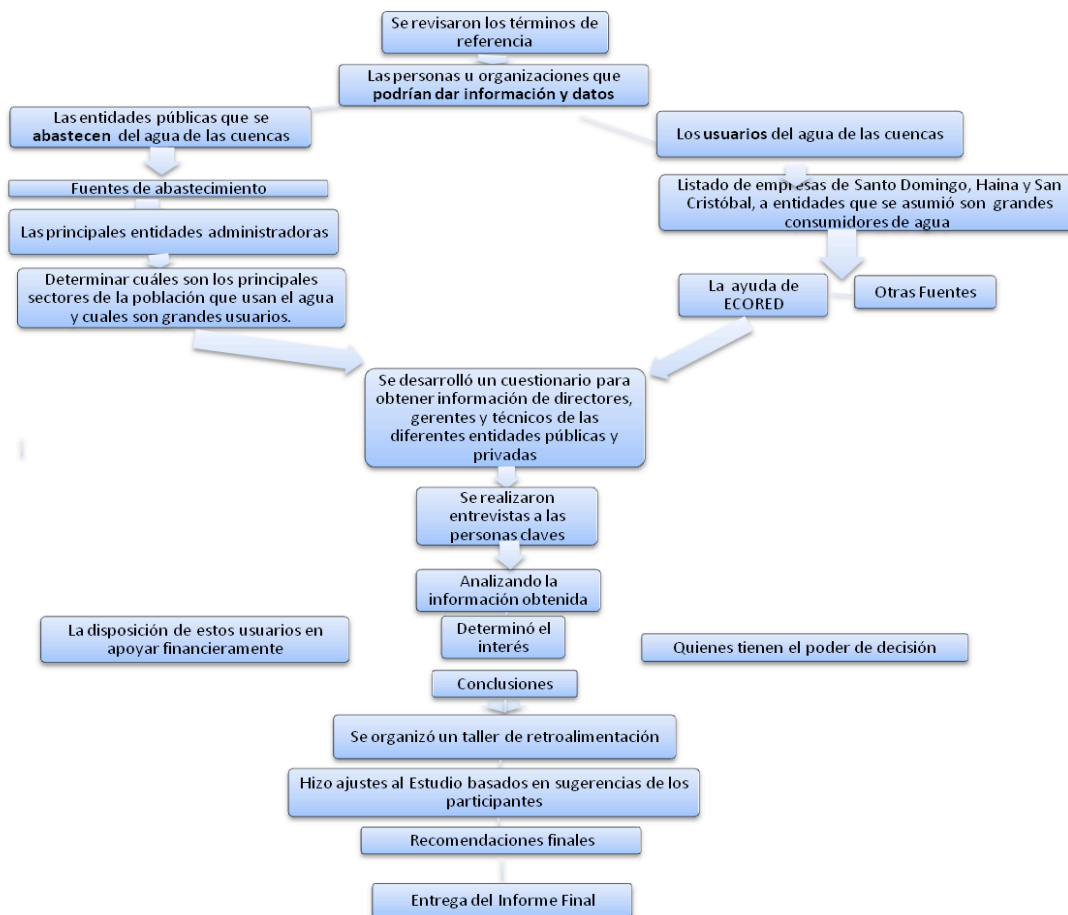 Se revisaron los términos de
referencia
Las personas u organizaciones que
podrían dar información y datos
Las entidades públicas que se
abastecen del agua de las cuencas
Los usuarios del agua de las cuencas
Fuentes de abastecimiento
Listado de empresas de Santo Domingo, Haina y San
Cristóbal, a entidades que se asumió son grandes
consumidores de agua
Las principales entidades administradoras
Determinar cuáles son los principales
sectores de la población que usan el agua
y cuales son grandes usuarios.
La ayuda de
ECORED
Otras Fuentes
Se desarrolló un cuestionario para
obtener información de directores,
gerentes y técnicos de las
diferentes entidades públicas y
privadas
Se realizaron
entrevistas a las
personas claves
Analizando la
información obtenida
La disposición de estos usuarios en
apoyar financieramente
Determinó el
interés
Quienes tienen el poder de decisión
Conclusiones
Se organizó un taller de retroalimentación
Hizo ajustes al Estudio basados en sugerencias de los
participantes
Recomendaciones finales
Entrega del Informe Final